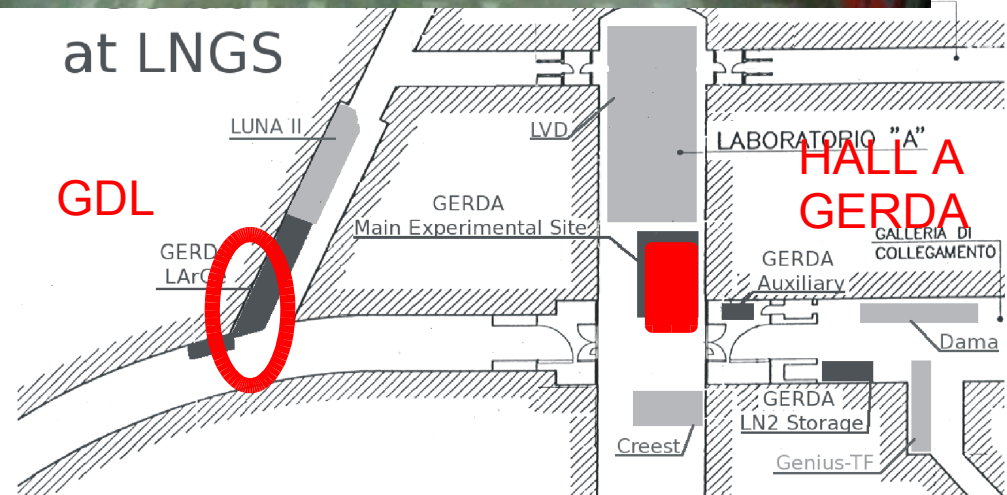 at LNGS
LUNA II
LVD
LABORATORIO "A"
HALL A
GERDA
GDL
GERDA
Main Experimental Site
GALLERIA DI
COLLEGAMENTO
GERDA
LArGe
GERDA
Auxiliary
Dama
GERDA
LN2 Storage
Creest
Genius-TF